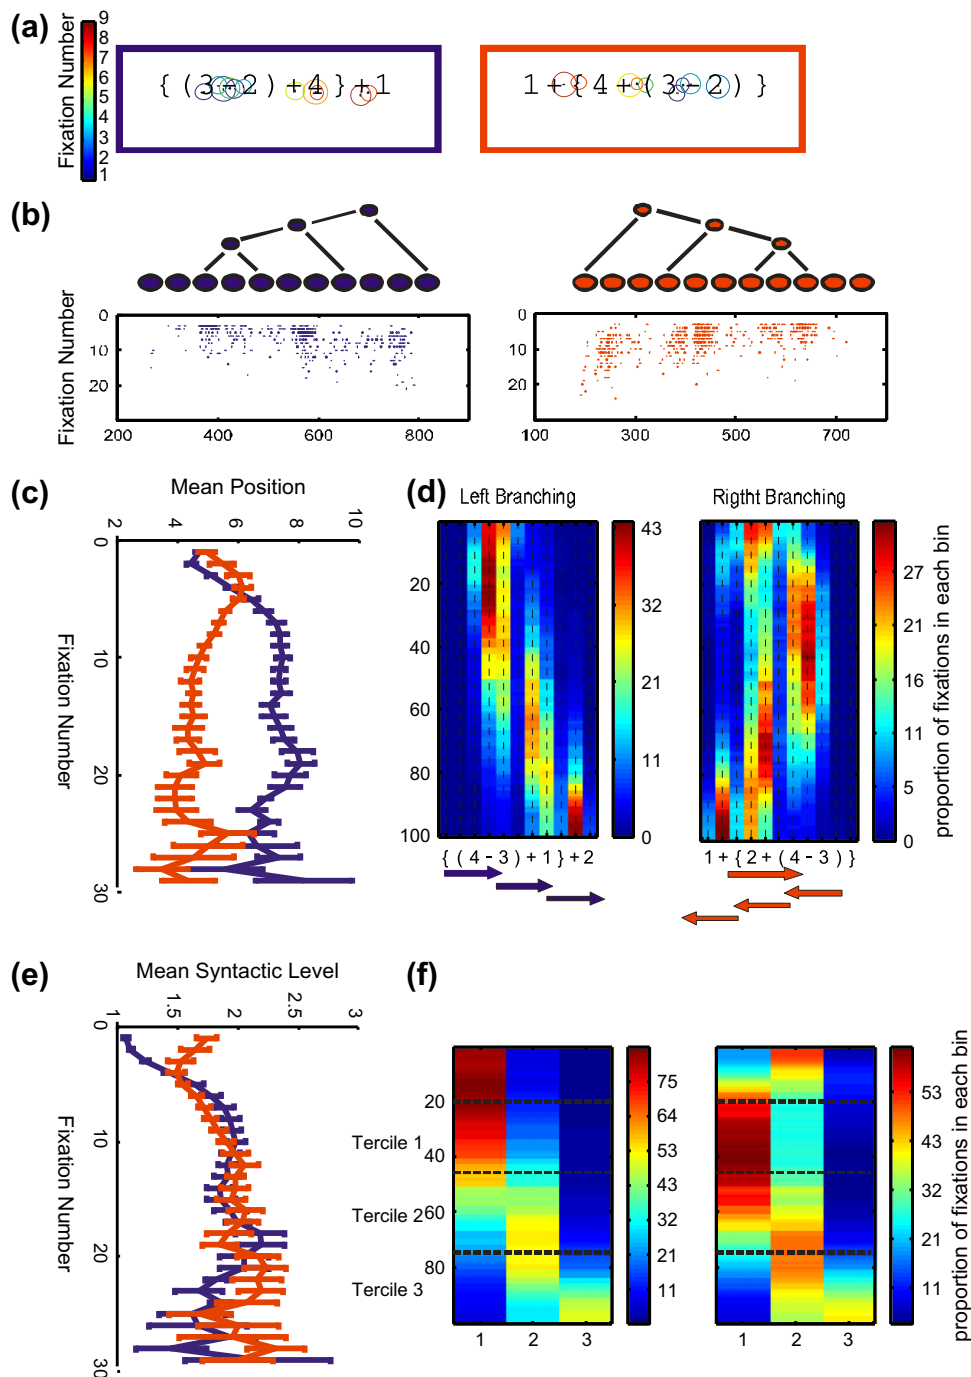 (a)
Fixation Number
9
8
7
6
5
4
3
2
1
{(3-2)+4}+1
1+{4+(3-2)}
(b)
Fixation Number
0
10
20
200 400 600 800
0
10
20
100 300 500 700
(c)
Mean Position
2 4 6 8 10
Fixation Number
0
10
20
30
(d)
Left Branching
Rigtht Branching
20
40
60
80
100
43
32
21
11
0
27
21
15
5
0
proportion of fixations in each bin
{ ( 4 - 3 ) + 1 } + 2
1 + { 2 + ( 4 - 3 ) }
(e)
Mean Syntactic Level
1 1.5 2 2.5 3
Fixation Number
0
10
20
30
(f)
20
Tercile 1
40
Tercile 2
60
80
Tercile 3
1 2 3
75
64
53
43
32
21
11
1 2 3
53
43
32
21
11
proportion of fixations in each bin